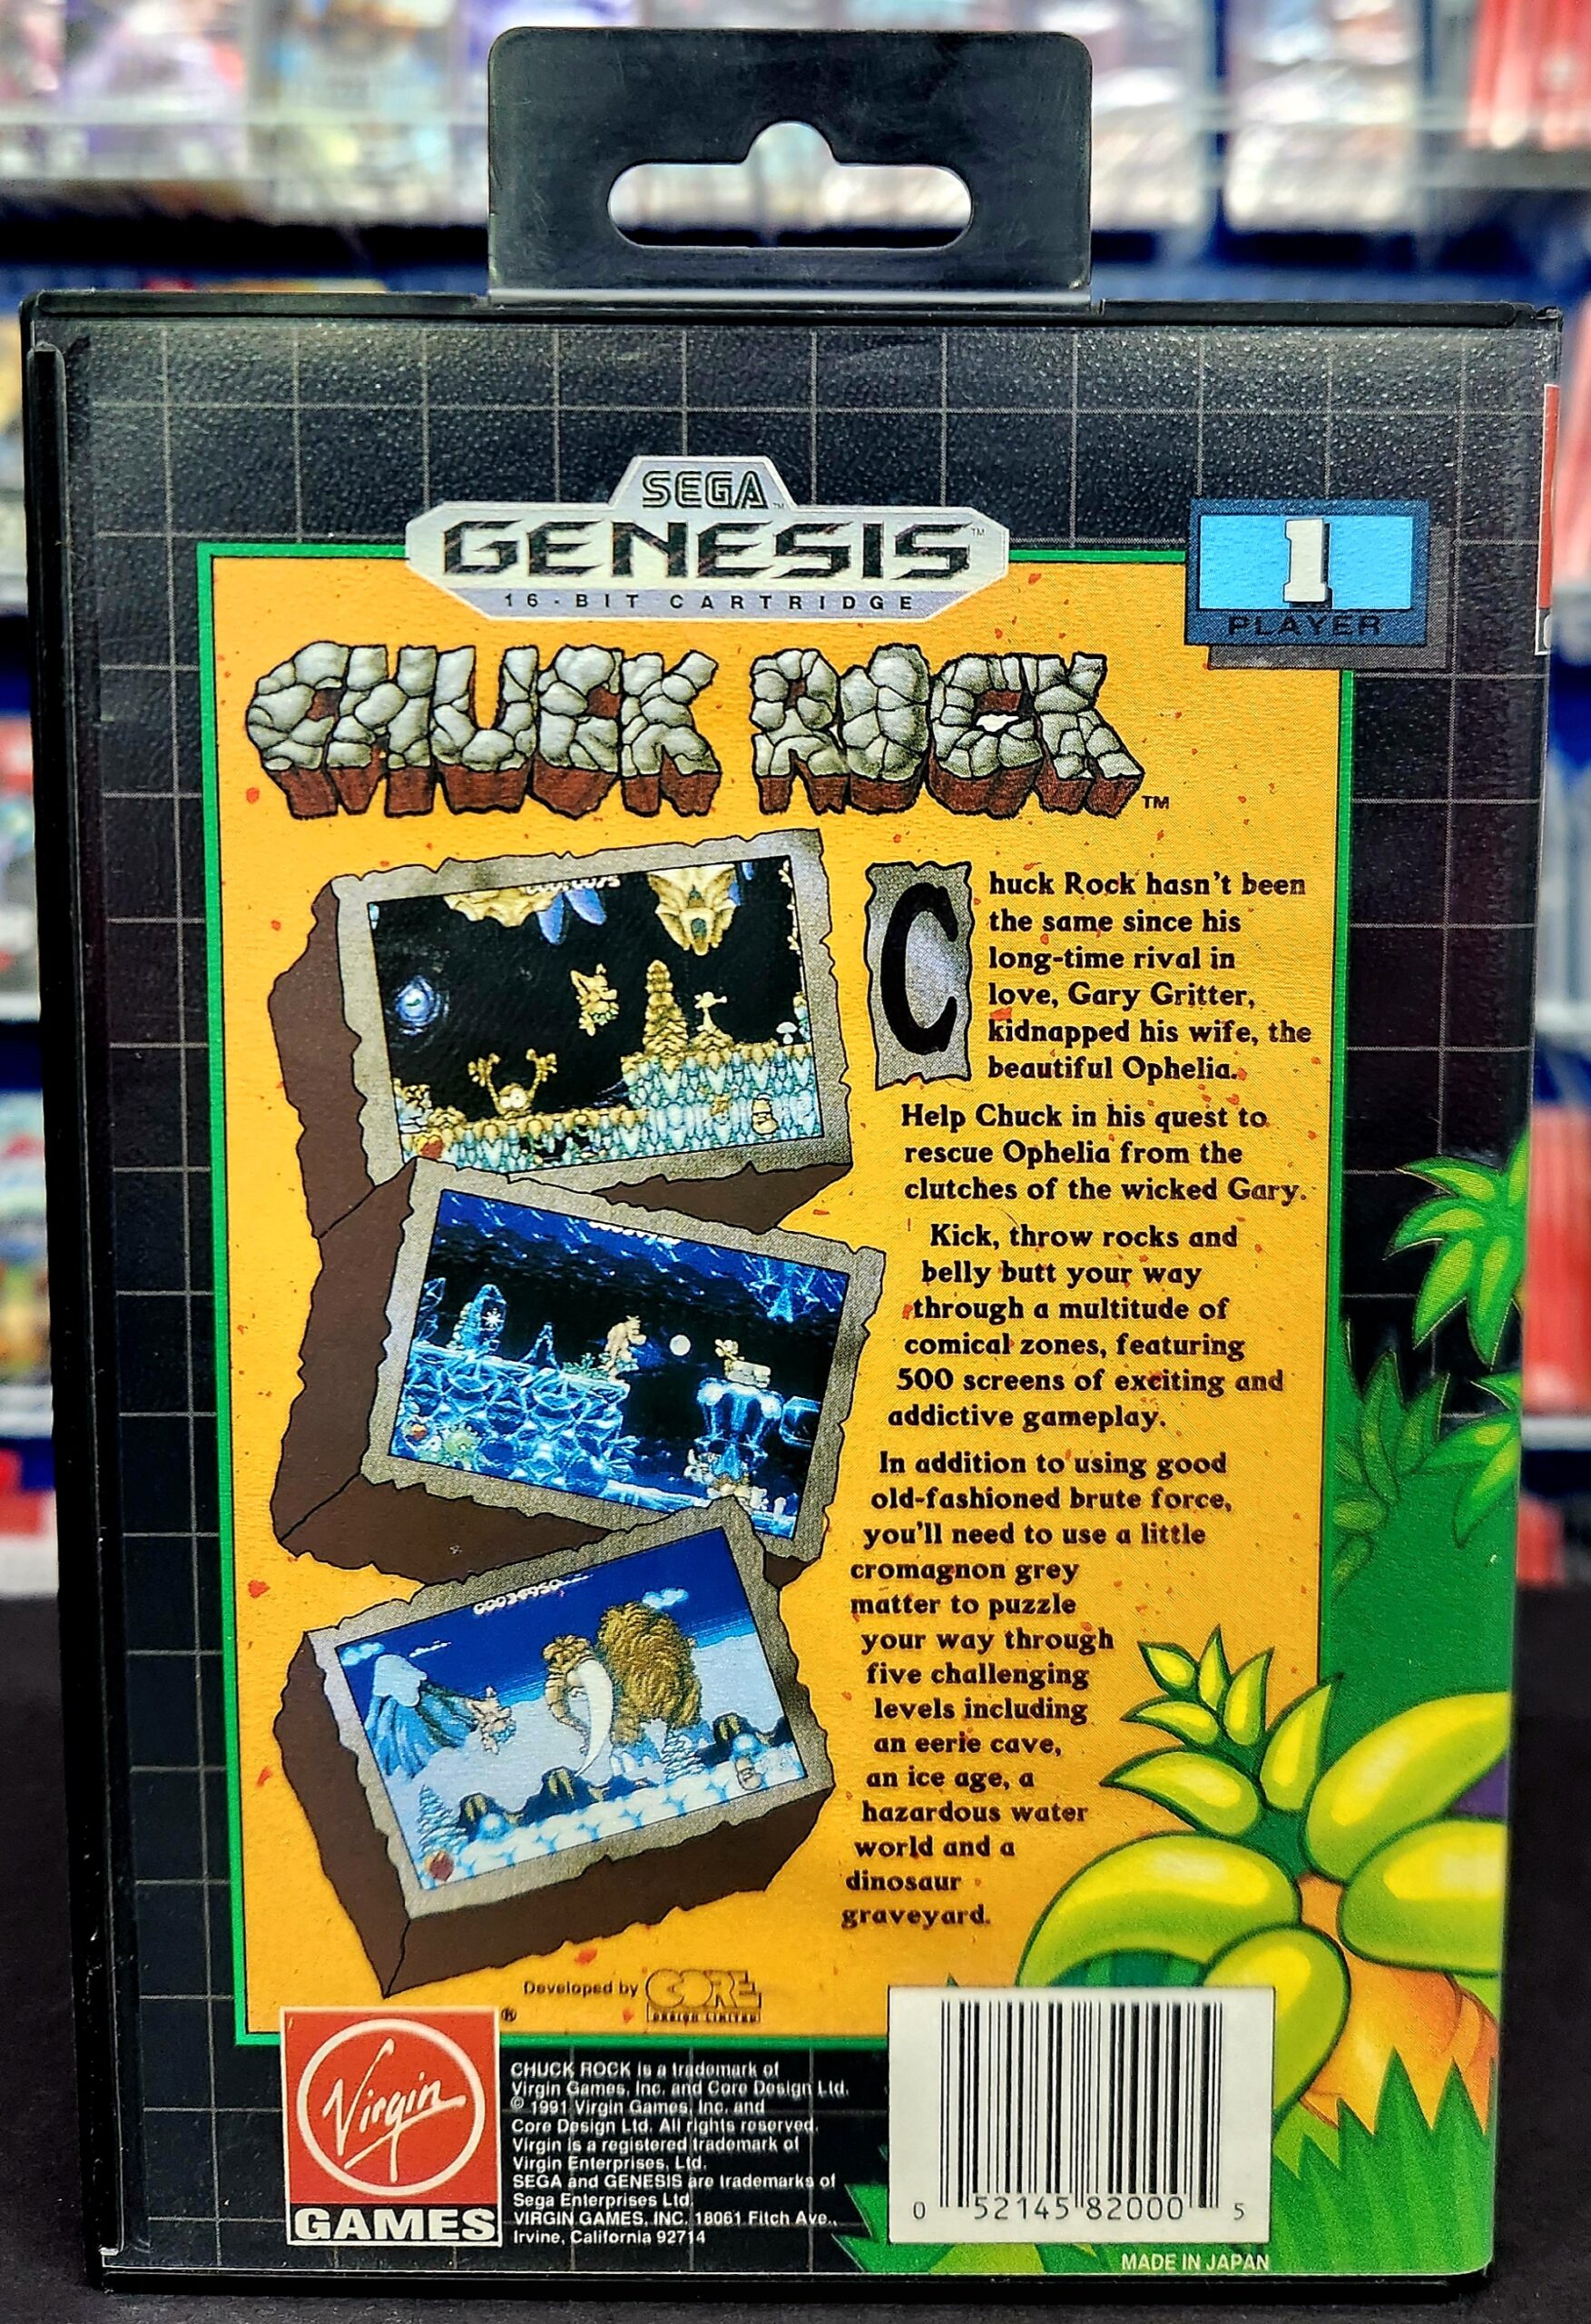 SEGA™
GENESIS™
16-BIT CARTRIDGE
1
PLAYER
CHUCK ROCK™
Chuck Rock hasn't been
the same since his
long-time rival in
love, Gary Gritter,
kidnapped his wife, the
beautiful Ophelia.
Help Chuck in his quest to
rescue Ophelia from the
clutches of the wicked Gary.
Kick, throw rocks and
belly butt your way
through a multitude of
comical zones, featuring
500 screens of exciting and
addictive gameplay.
In addition to using good
old-fashioned brute force,
you'll need to use a little
cromagnon grey
matter to puzzle
your way through
five challenging
levels including
an eerie cave,
an ice age, a
hazardous water
world and a
dinosaur
graveyard.
Developed by CORE
DESIGN LIMITED
Virgin®
GAMES
CHUCK ROCK is a trademark of
Virgin Games, Inc. and Core Design Ltd.
© 1991 Virgin Games, Inc. and
Core Design Ltd. All rights reserved.
Virgin is a registered trademark of
Virgin Enterprises, Ltd.
SEGA and GENESIS are trademarks of
Sega Enterprises Ltd.
VIRGIN GAMES, INC. 18061 Fitch Ave.,
Irvine, California 92714
0 52145 82000 5
MADE IN JAPAN